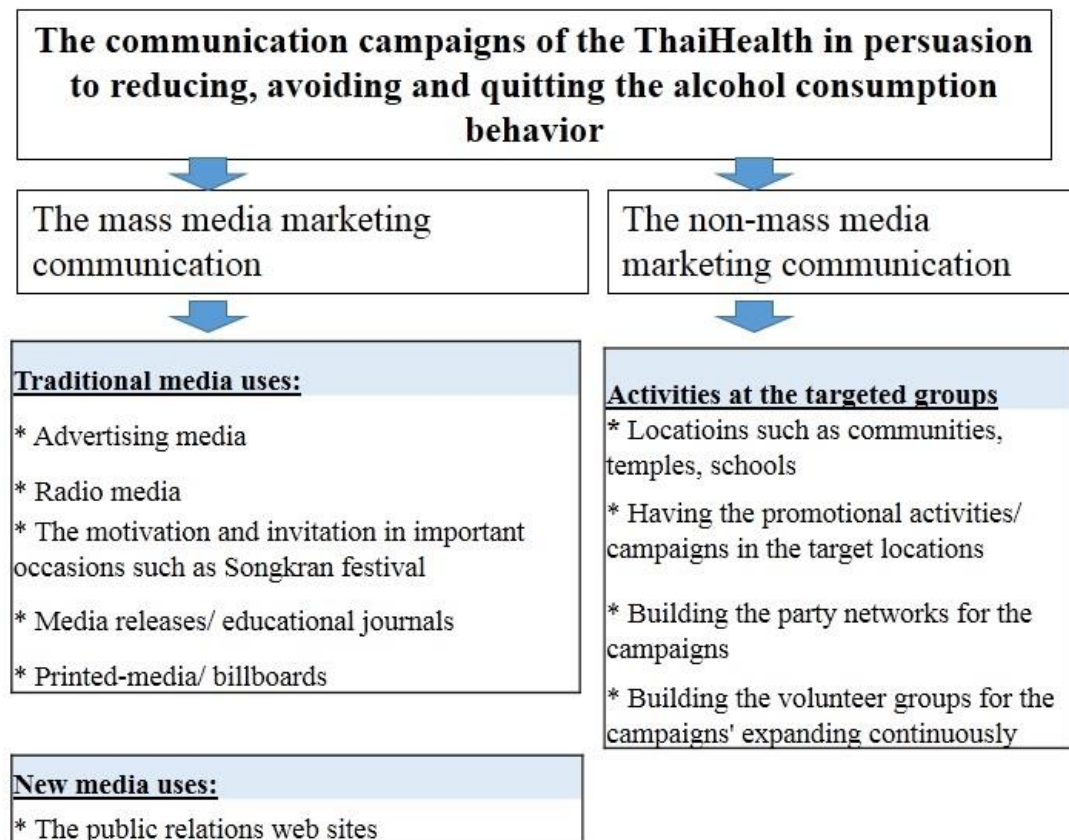 The communication campaigns of the ThaiHealth in persuasion
to reducing, avoiding and quitting the alcohol consumption
behavior
The mass media marketing
communication
Traditional media uses:
* Advertising media
* Radio media
* The motivation and invitation in important
occasions such as Songkran festival
* Media releases/ educational journals
* Printed-media/ billboards
New media uses:
* The public relations web sites
The non-mass media
marketing communication
Activities at the targeted groups
* Locatioins such as communities,
temples, schools
* Having the promotional activities/
campaigns in the target locations
* Building the party networks for the
campaigns
* Building the volunteer groups for the
campaigns' expanding continuously